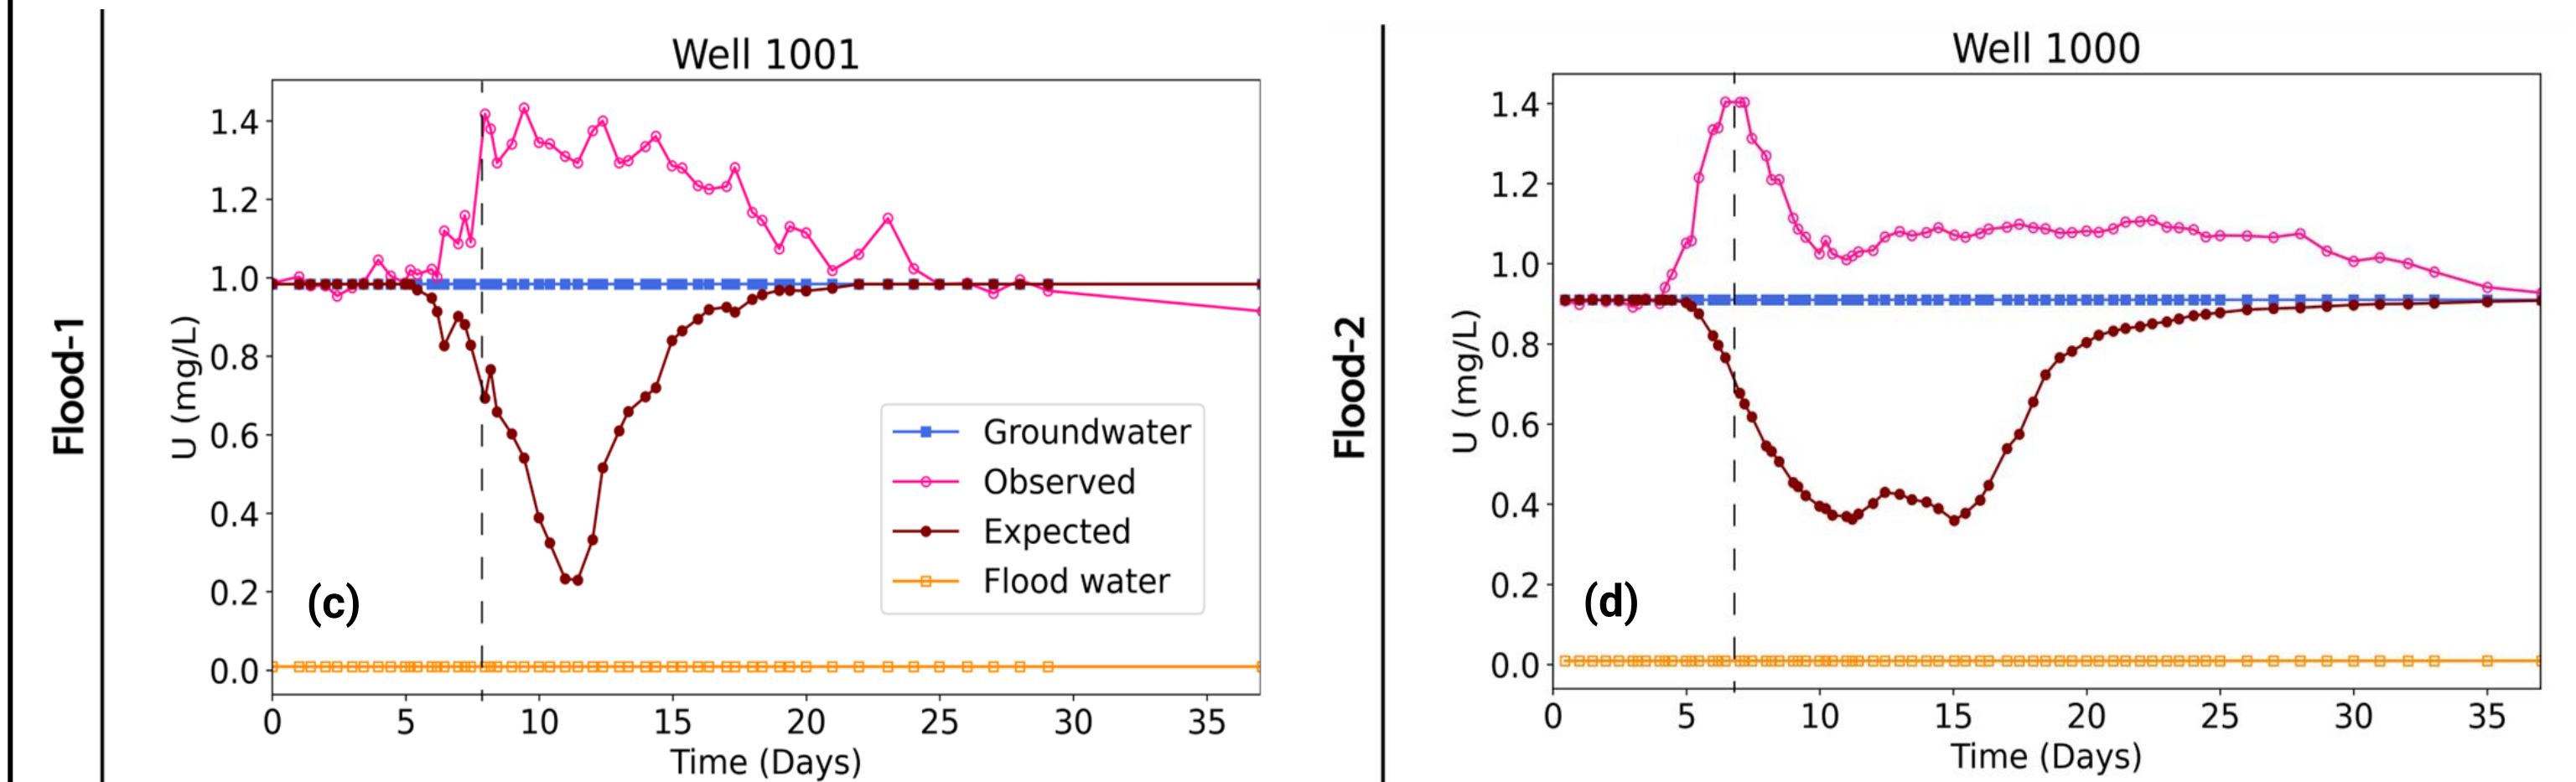 Flood-1
Well 1001
U (mg/L)
1.4
1.2
1.0
0.8
0.6
0.4
0.2
0.0
Groundwater
Observed
Expected
Flood water
(c)
0 5 10 15 20 25 30 35
Time (Days)
Flood-2
Well 1000
U (mg/L)
1.4
1.2
1.0
0.8
0.6
0.4
0.2
0.0
(d)
0 5 10 15 20 25 30 35
Time (Days)